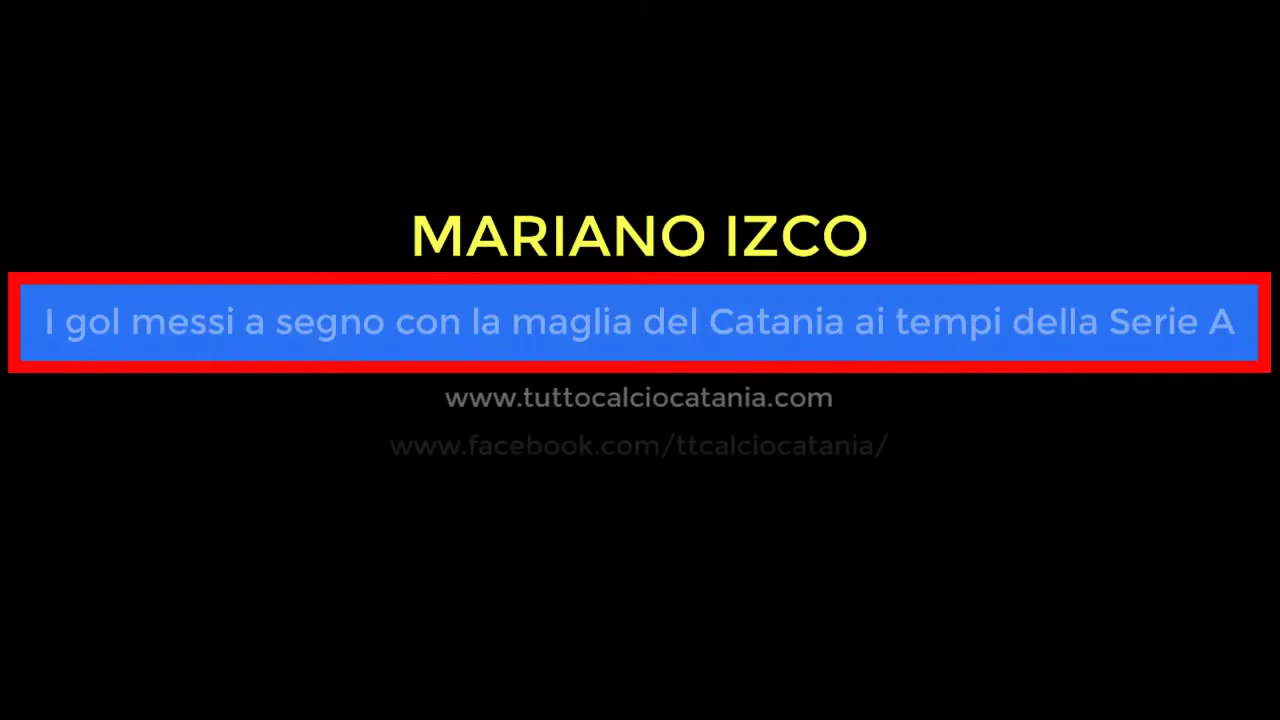 MARIANO IZCO
I gol messi a segno con la maglia del Catania ai tempi della Serie A
www.tuttocalciocatania.com
www.facebook.com/ttcalciocatania/